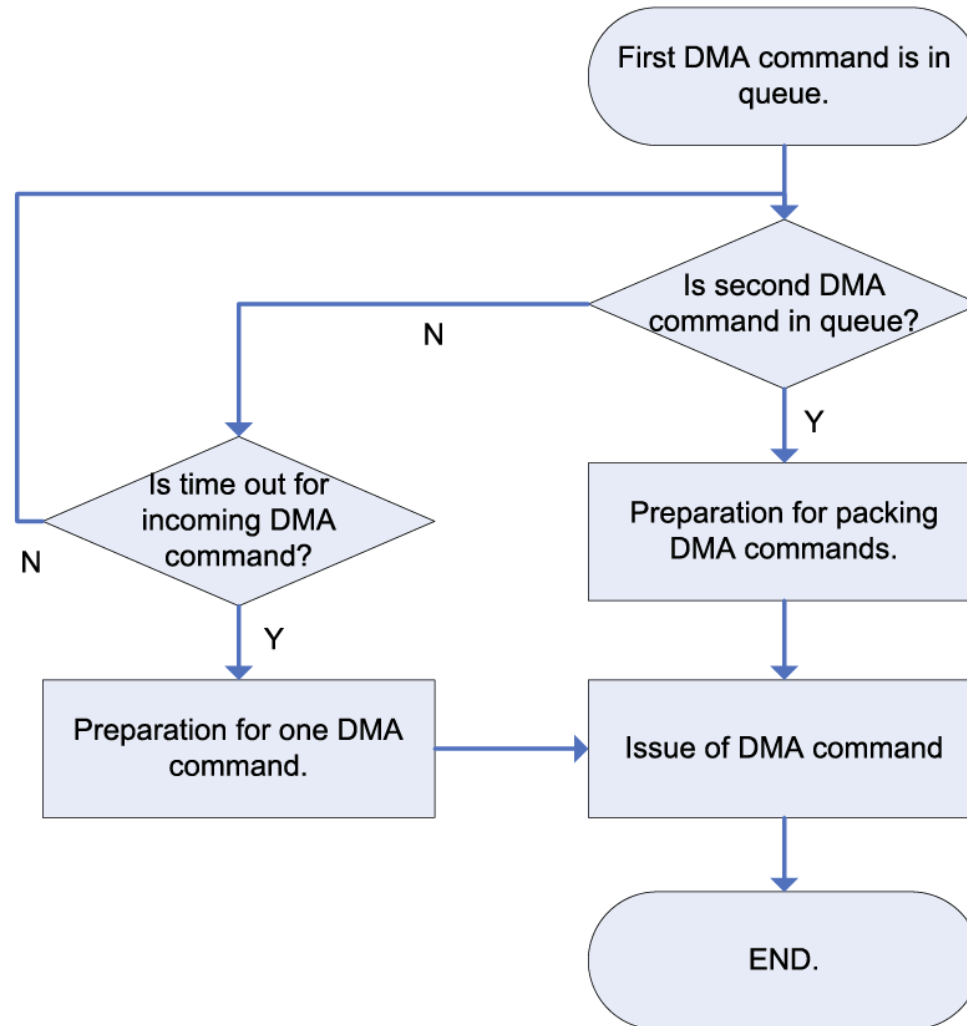 First DMA command is in
queue.
Is second DMA
command in queue?
N
Y
Is time out for
incoming DMA
command?
N
Y
Preparation for packing
DMA commands.
Preparation for one DMA
command.
Issue of DMA command
END.